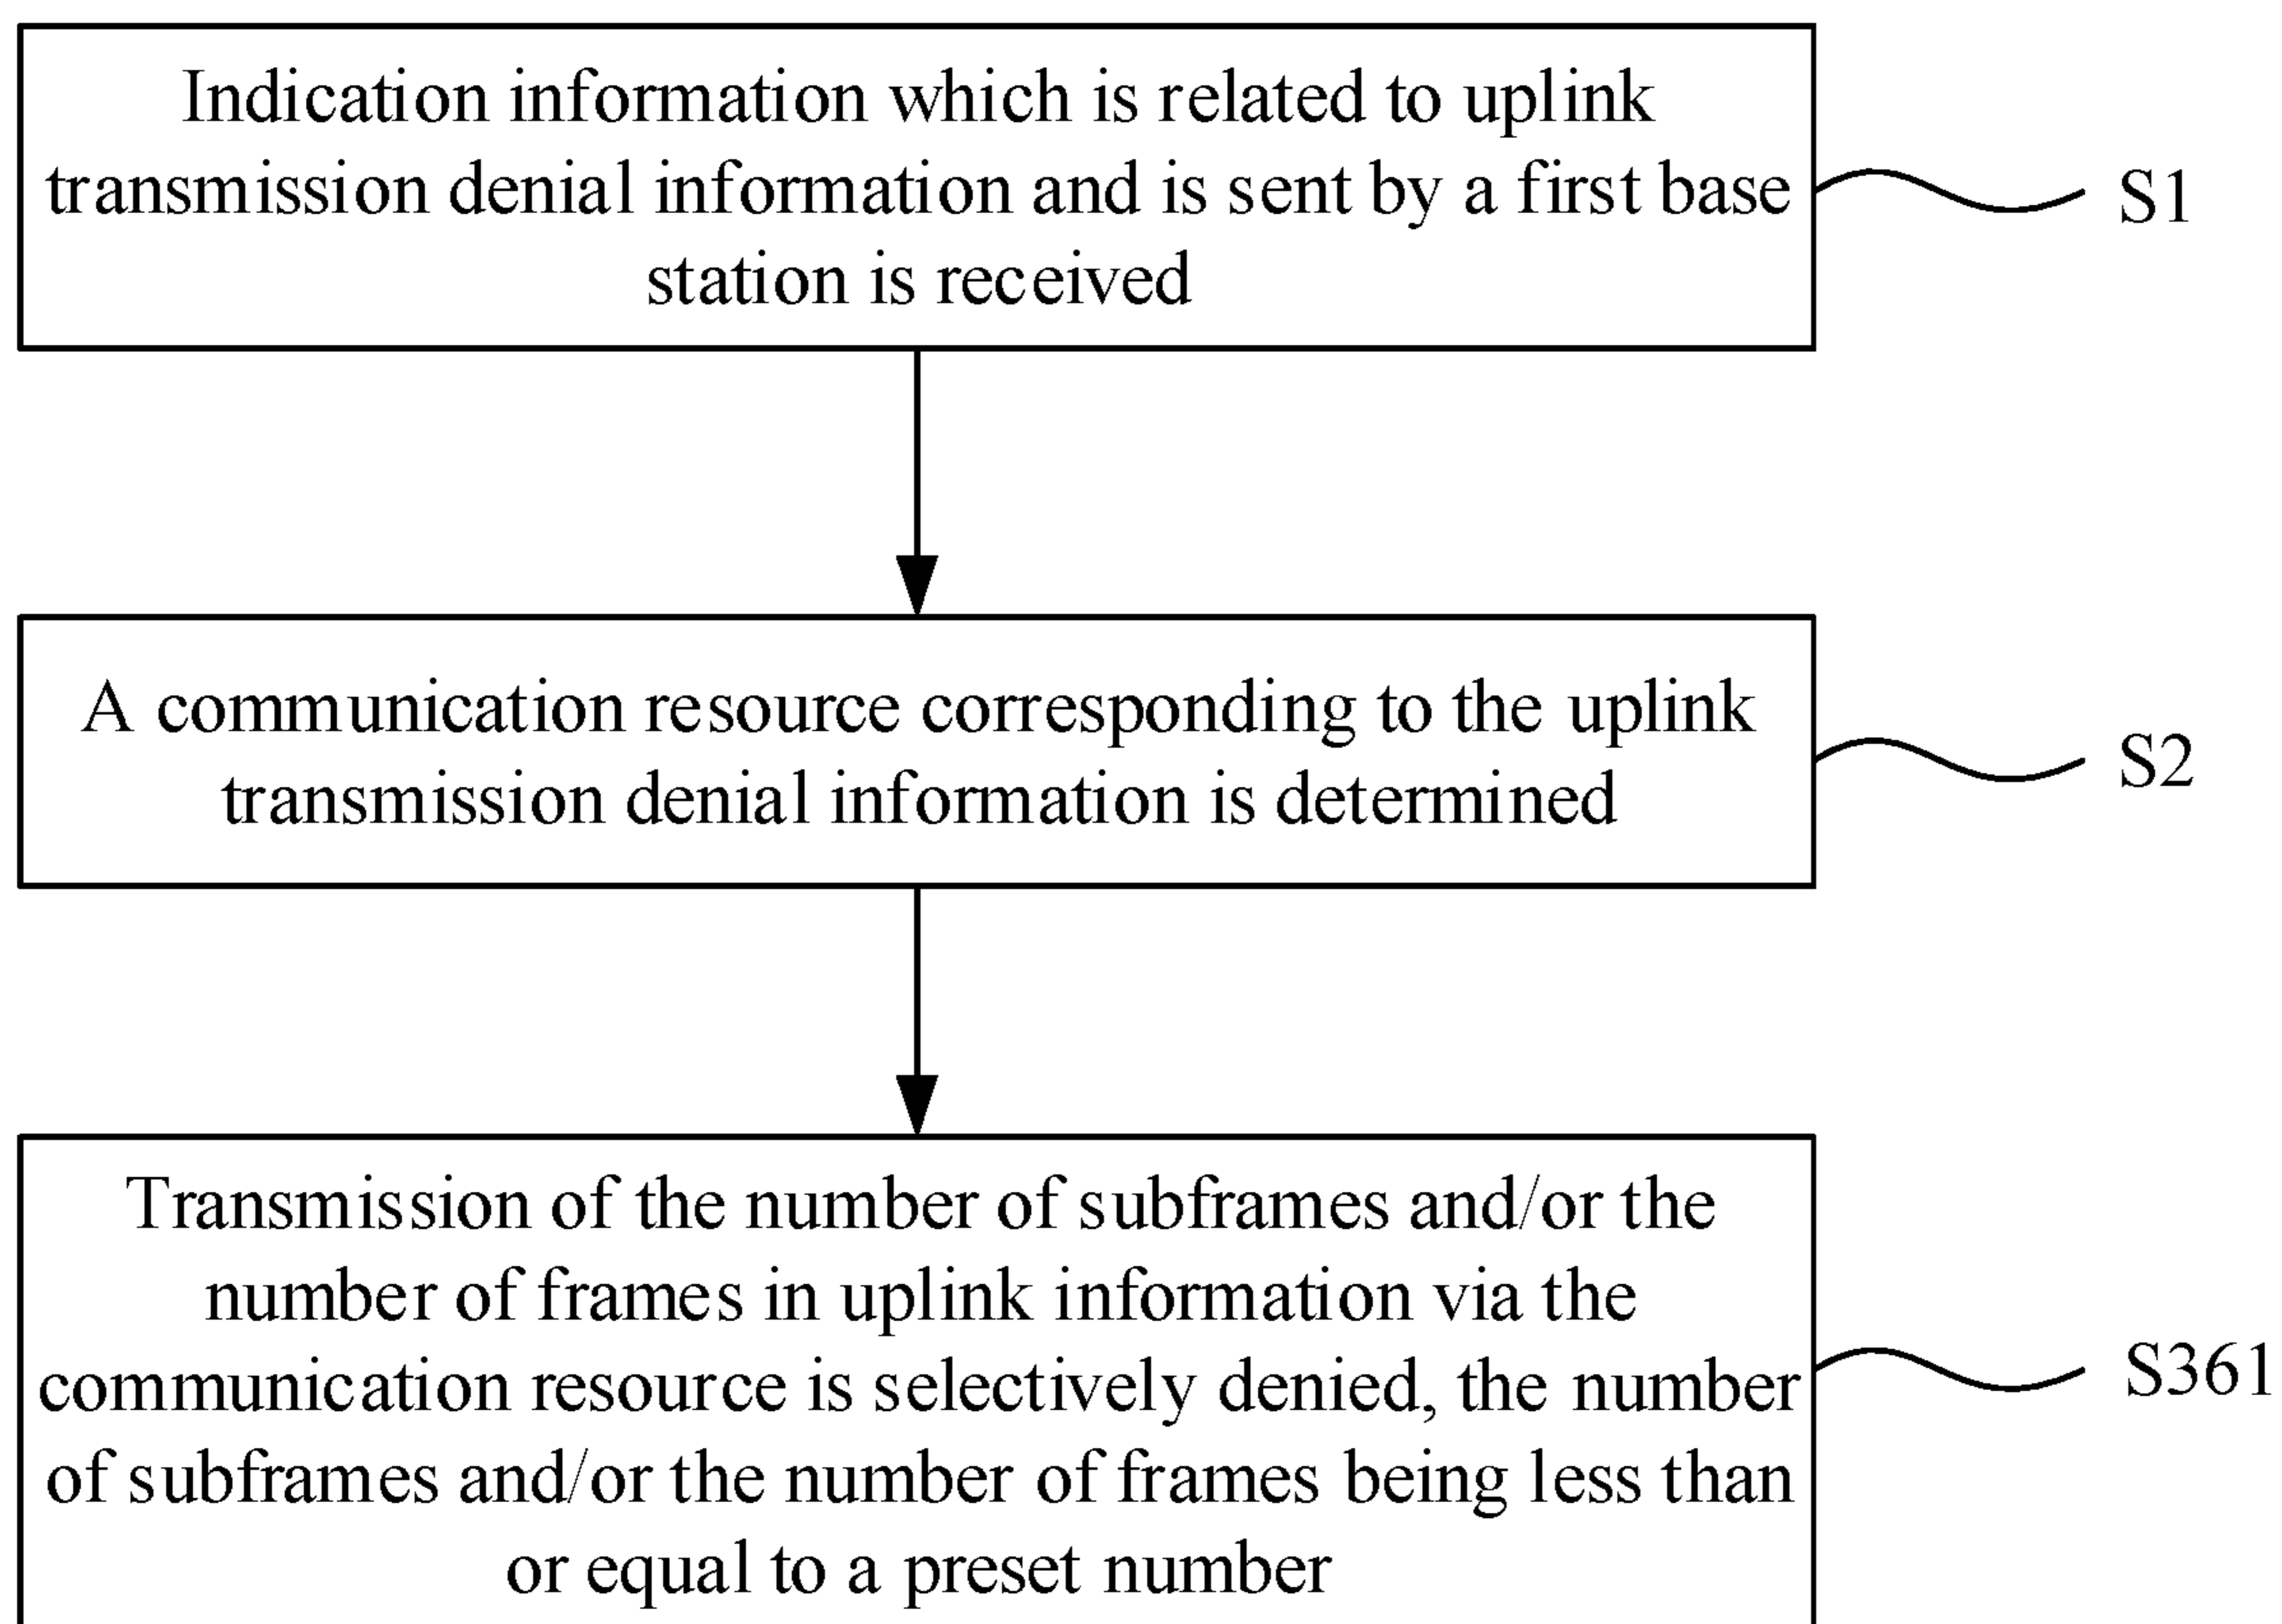 Indication information which is related to uplink
transmission denial information and is sent by a first base
station is received
S1
A communication resource corresponding to the uplink
transmission denial information is determined
S2
Transmission of the number of subframes and/or the
number of frames in uplink information via the
communication resource is selectively denied, the number
of subframes and/or the number of frames being less than
or equal to a preset number
S361